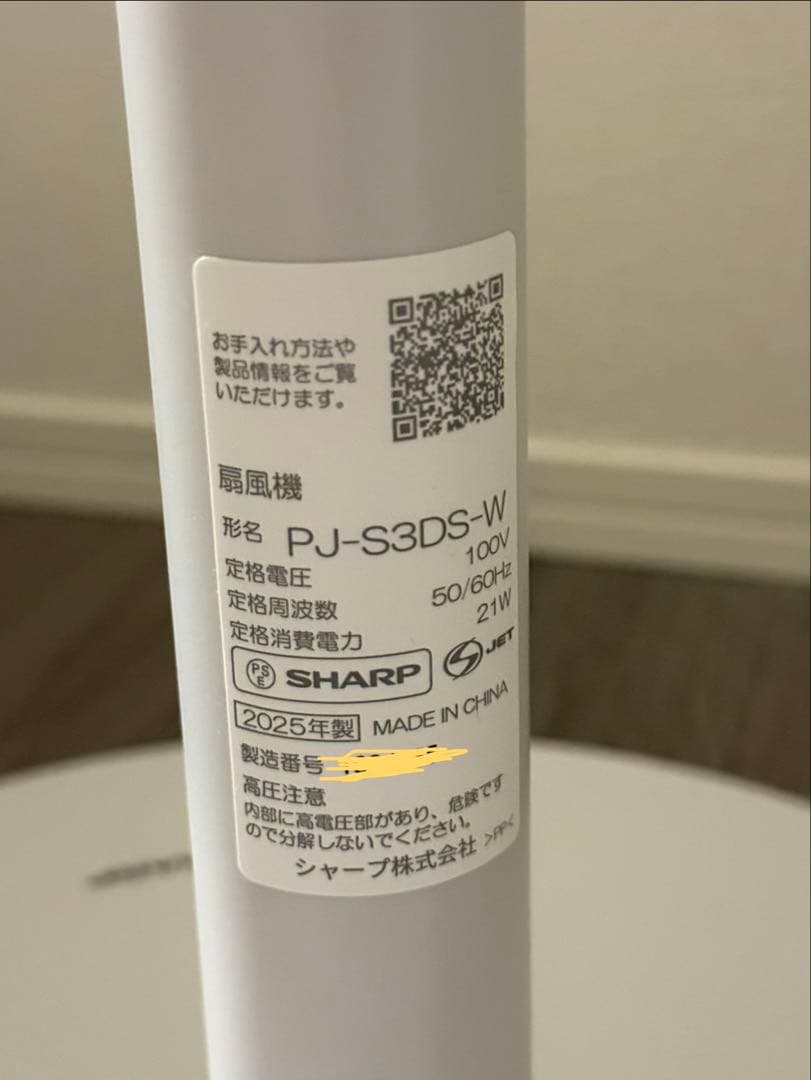 お手入れ方法や
製品情報をご覧
いただけます。
扇風機
形名 PJ-S3DS-W
定格電圧 100V
定格周波数 50/60Hz
定格消費電力 21W
PSE SHARP JET
2025年製 MADE IN CHINA
製造番号
高圧注意
内部に高電圧部があり、危険です
ので分解しないでください。
シャープ株式会社 >PP<